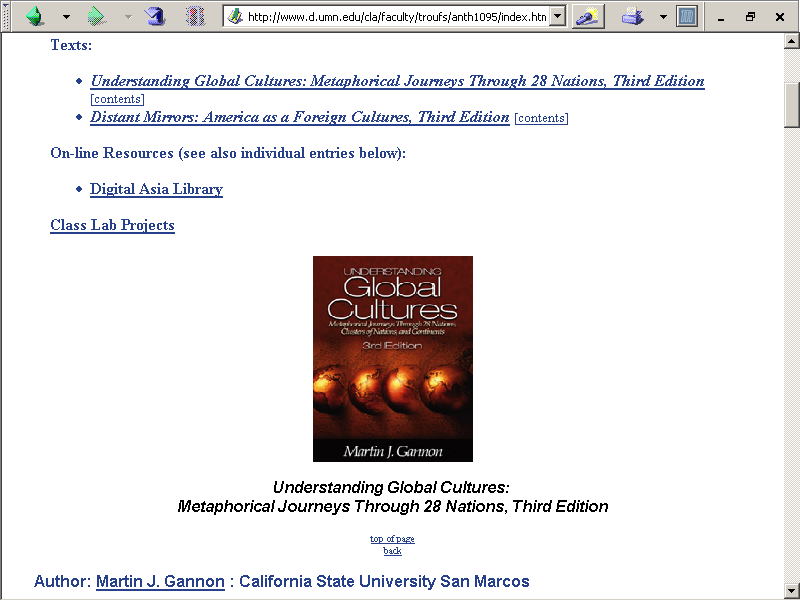 http://www.d.umn.edu/cla/faculty/troufs/anth1095/index.htm
Texts:
Understanding Global Cultures: Metaphorical Journeys Through 28 Nations, Third Edition
[contents]
Distant Mirrors: America as a Foreign Cultures, Third Edition [contents]
On-line Resources (see also individual entries below):
Digital Asia Library
Class Lab Projects
UNDERSTANDING
Global
Cultures
Metaphorical Journeys Through 28 Nations,
Clusters of Nations, and Continents
3rd Edition
Martin J. Gannon
Understanding Global Cultures:
Metaphorical Journeys Through 28 Nations, Third Edition
top of page
back
Author: Martin J. Gannon : California State University San Marcos